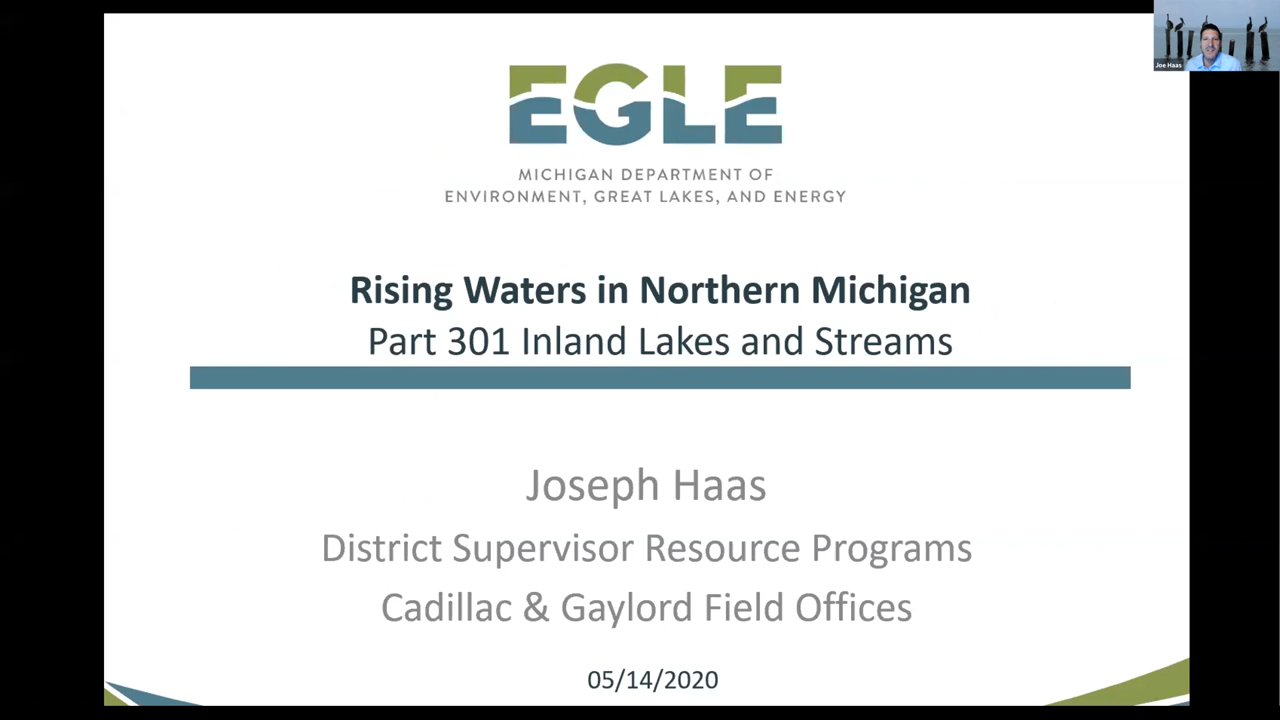 Joe Haas
EGLE
MICHIGAN DEPARTMENT OF
ENVIRONMENT, GREAT LAKES, AND ENERGY
Rising Waters in Northern Michigan
Part 301 Inland Lakes and Streams
Joseph Haas
District Supervisor Resource Programs
Cadillac & Gaylord Field Offices
05/14/2020